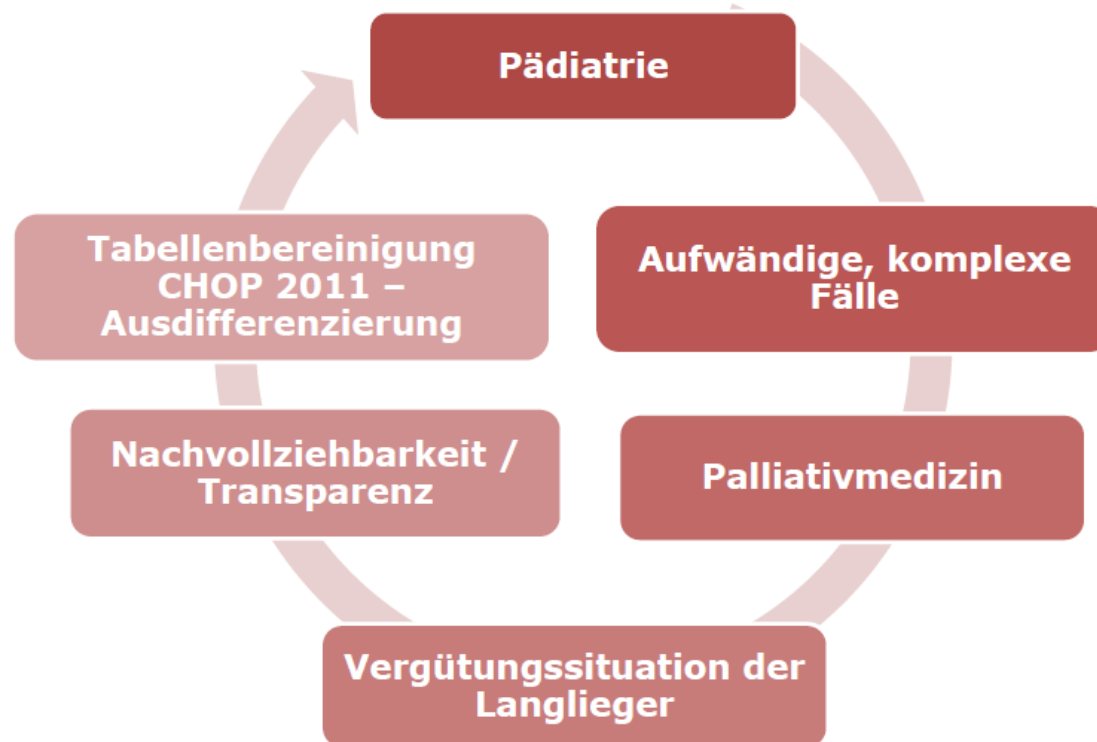 Pädiatrie
Aufwändige, komplexe
Fälle
Palliativmedizin
Vergütungssituation der
Langlieger
Nachvollziehbarkeit /
Transparenz
Tabellenbereinigung
CHOP 2011 –
Ausdifferenzierung